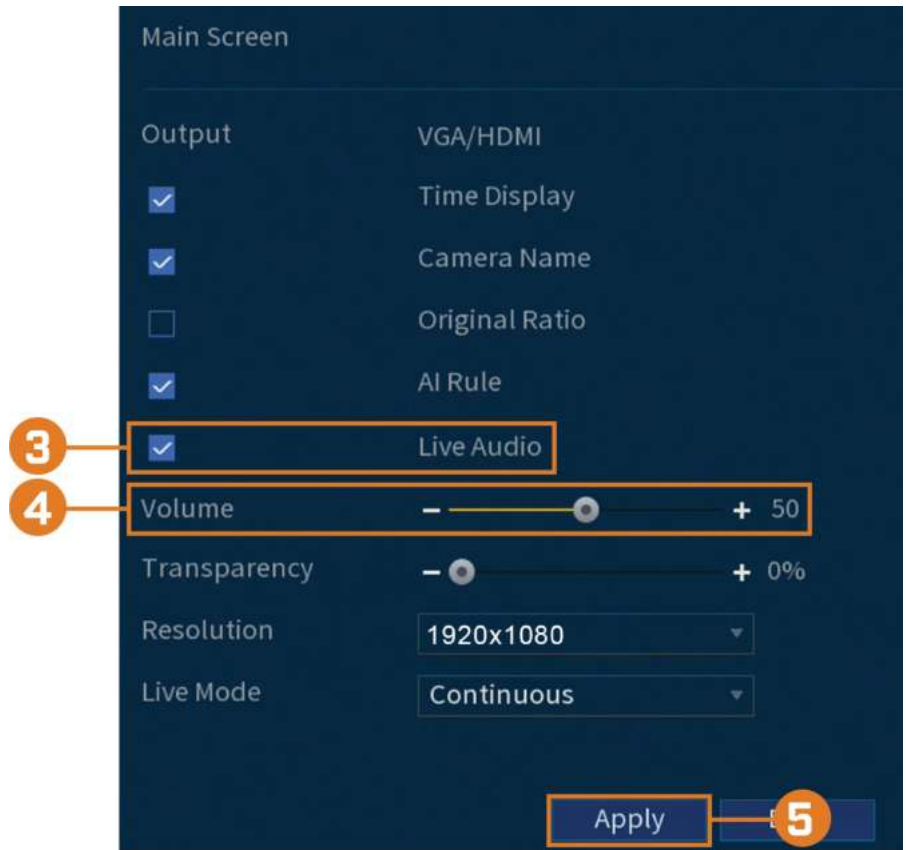 Main Screen
Output VGA/HDMI
Time Display
Camera Name
Original Ratio
AI Rule
3 Live Audio
4 Volume − + 50
Transparency − + 0%
Resolution 1920x1080
Live Mode Continuous
Apply 5